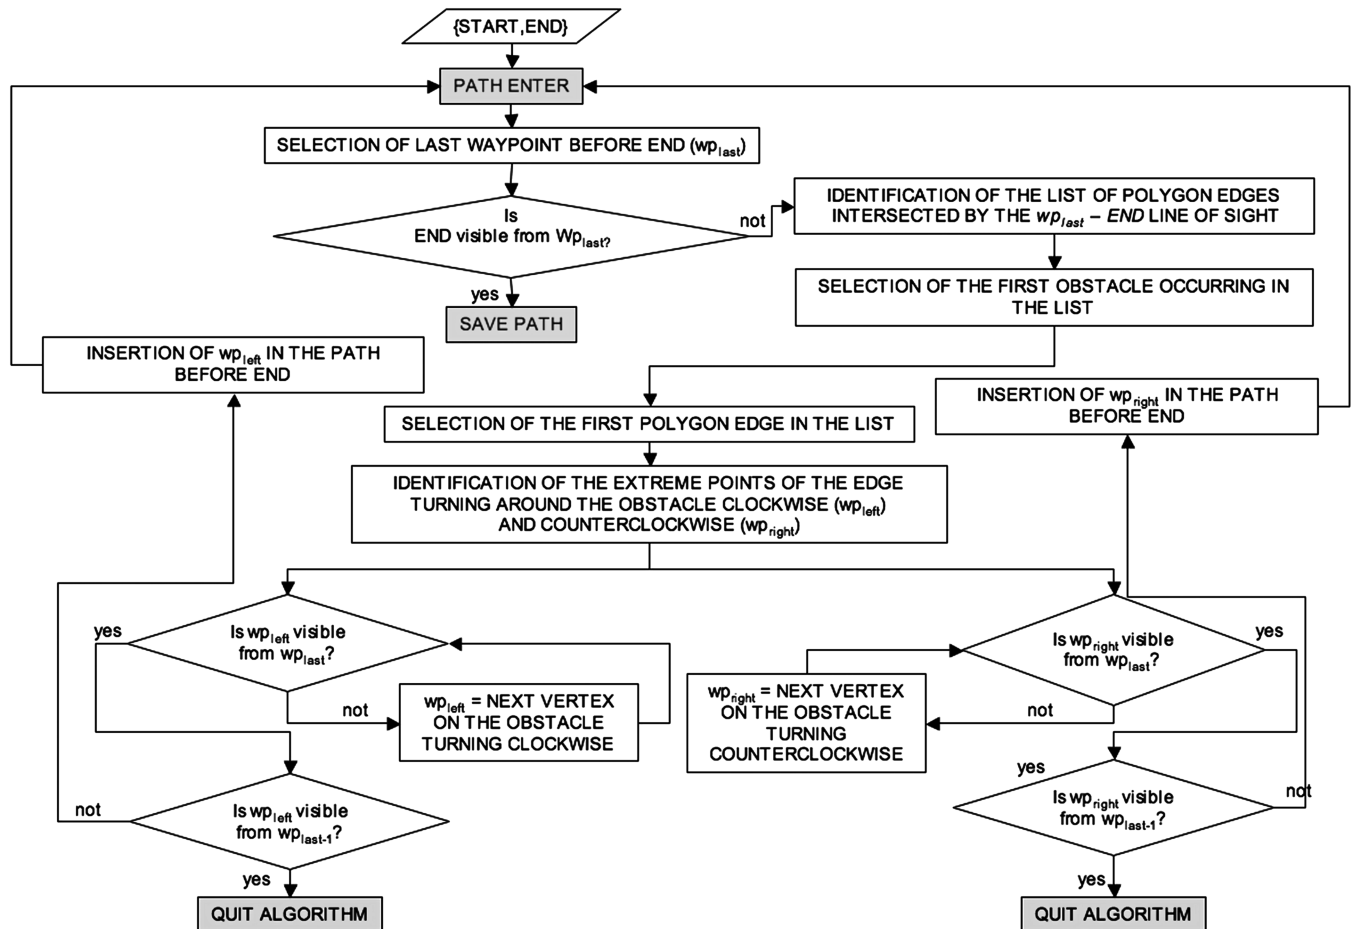 {START,END}
PATH ENTER
SELECTION OF LAST WAYPOINT BEFORE END (wplast)
Is
END visible from Wplast?
not
yes
IDENTIFICATION OF THE LIST OF POLYGON EDGES
INTERSECTED BY THE wplast – END LINE OF SIGHT
SELECTION OF THE FIRST OBSTACLE OCCURRING IN
THE LIST
SAVE PATH
INSERTION OF wpleft IN THE PATH
BEFORE END
INSERTION OF wpright IN THE PATH
BEFORE END
SELECTION OF THE FIRST POLYGON EDGE IN THE LIST
IDENTIFICATION OF THE EXTREME POINTS OF THE EDGE
TURNING AROUND THE OBSTACLE CLOCKWISE (wpleft)
AND COUNTERCLOCKWISE (wpright)
yes
Is wpleft visible
from wplast?
not
wpleft = NEXT VERTEX
ON THE OBSTACLE
TURNING CLOCKWISE
wpright = NEXT VERTEX
ON THE OBSTACLE
TURNING
COUNTERCLOCKWISE
Is wpright visible
from wplast?
yes
not
not
Is wpleft visible
from wplast-1?
yes
yes
Is wpright visible
from wplast-1?
not
yes
QUIT ALGORITHM
QUIT ALGORITHM